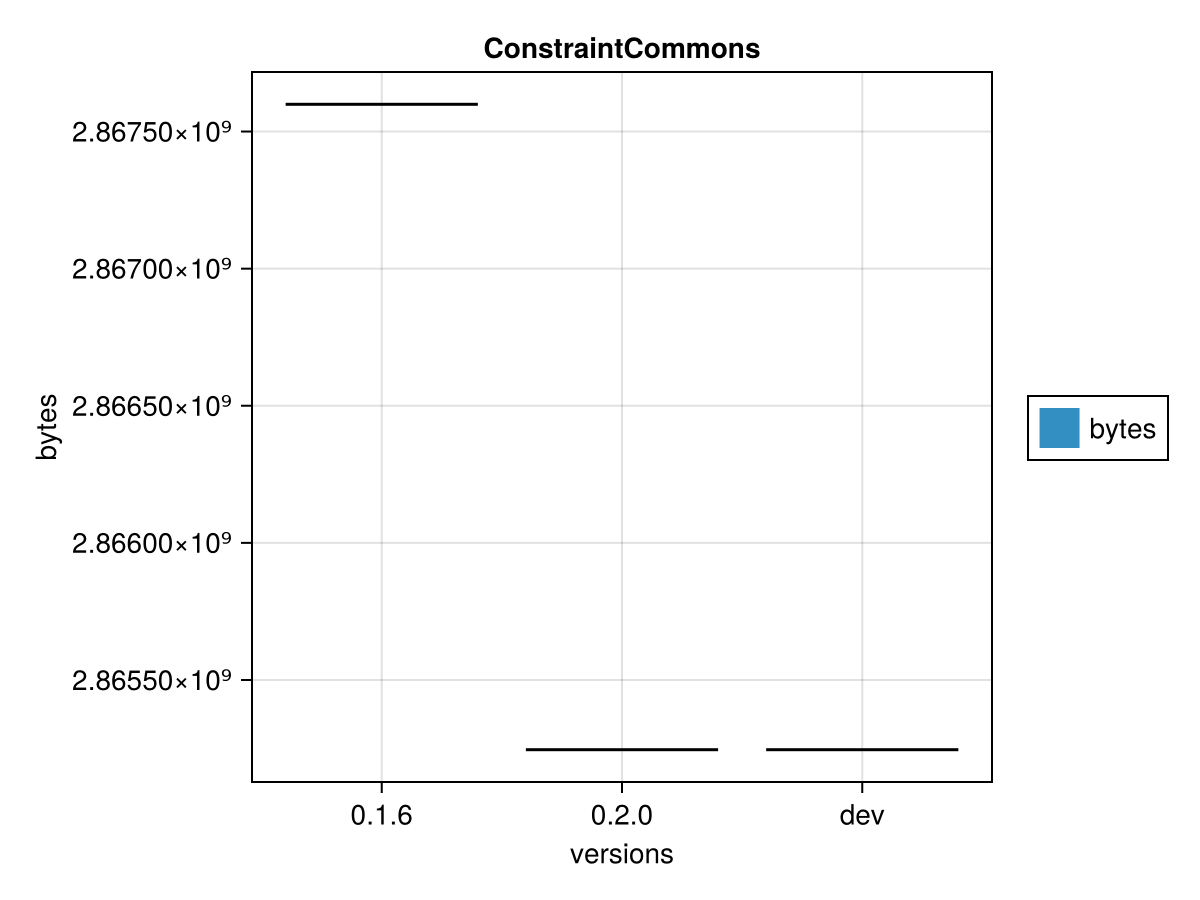 ConstraintCommons
2.86750×10⁹
2.86700×10⁹
2.86650×10⁹
2.86600×10⁹
2.86550×10⁹
bytes
0.1.6
0.2.0
dev
versions
bytes